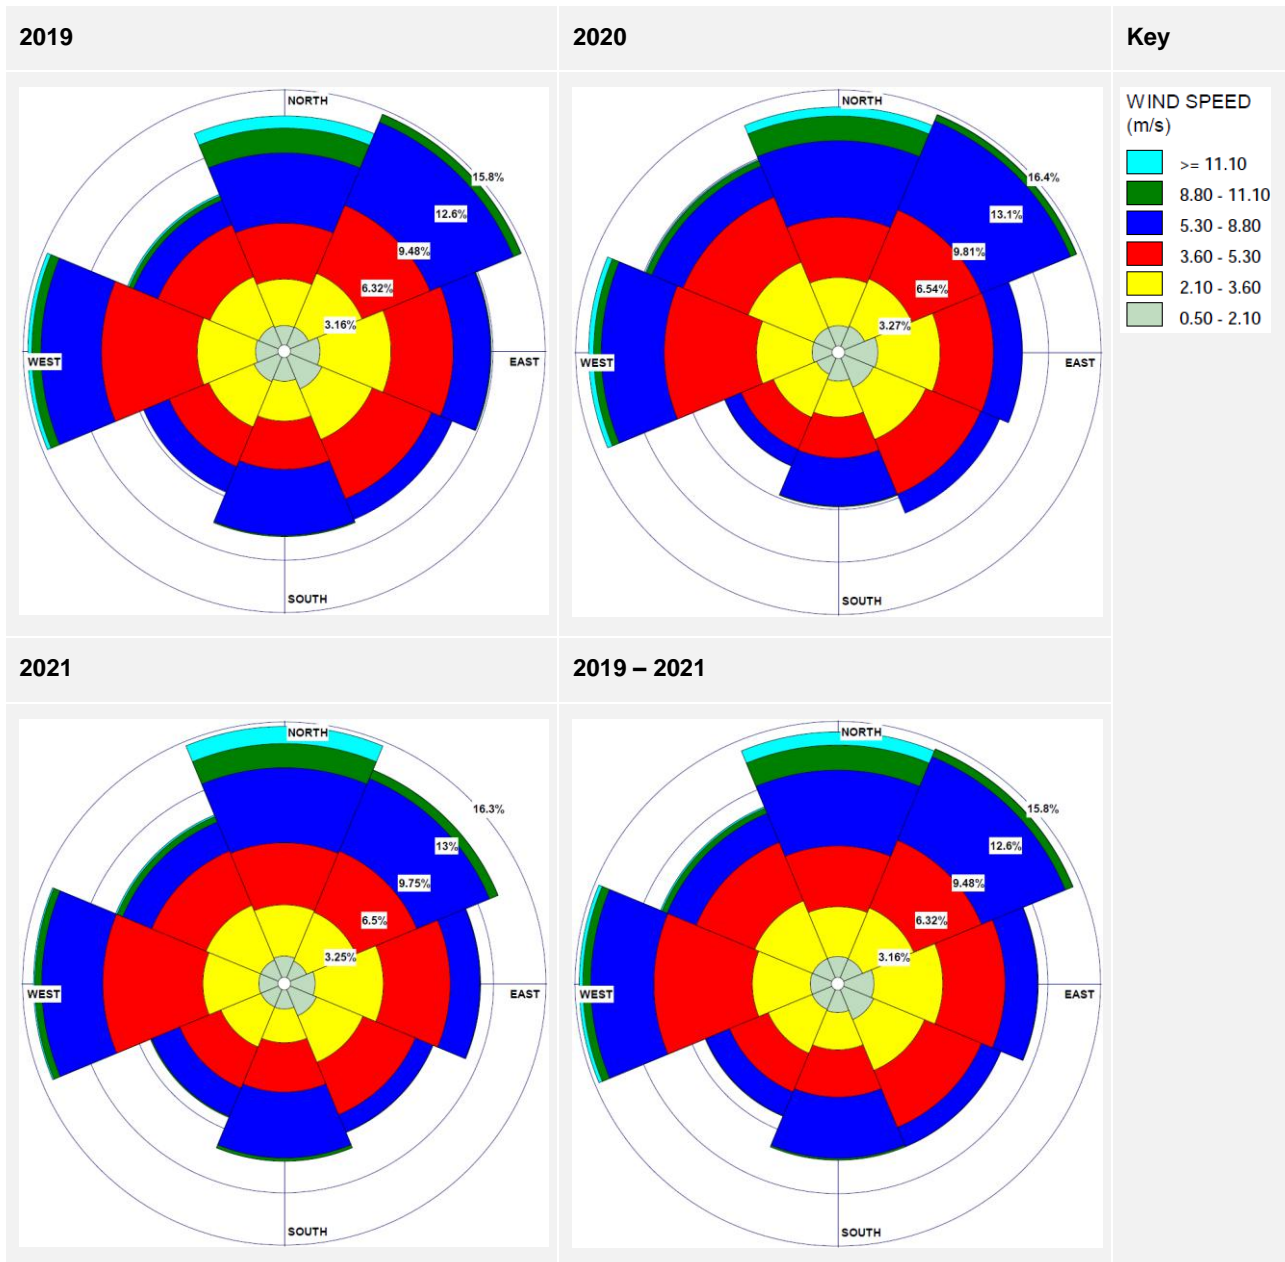 2019
2020
Key
NORTH
15.8%
12.6%
9.48%
6.32%
3.16%
WEST
EAST
SOUTH
NORTH
16.4%
13.1%
9.81%
6.54%
3.27%
WEST
EAST
SOUTH
WIND SPEED
(m/s)
>= 11.10
8.80 - 11.10
5.30 - 8.80
3.60 - 5.30
2.10 - 3.60
0.50 - 2.10
2021
2019 – 2021
NORTH
16.3%
13%
9.75%
6.5%
3.25%
WEST
EAST
SOUTH
NORTH
15.8%
12.6%
9.48%
6.32%
3.16%
WEST
EAST
SOUTH